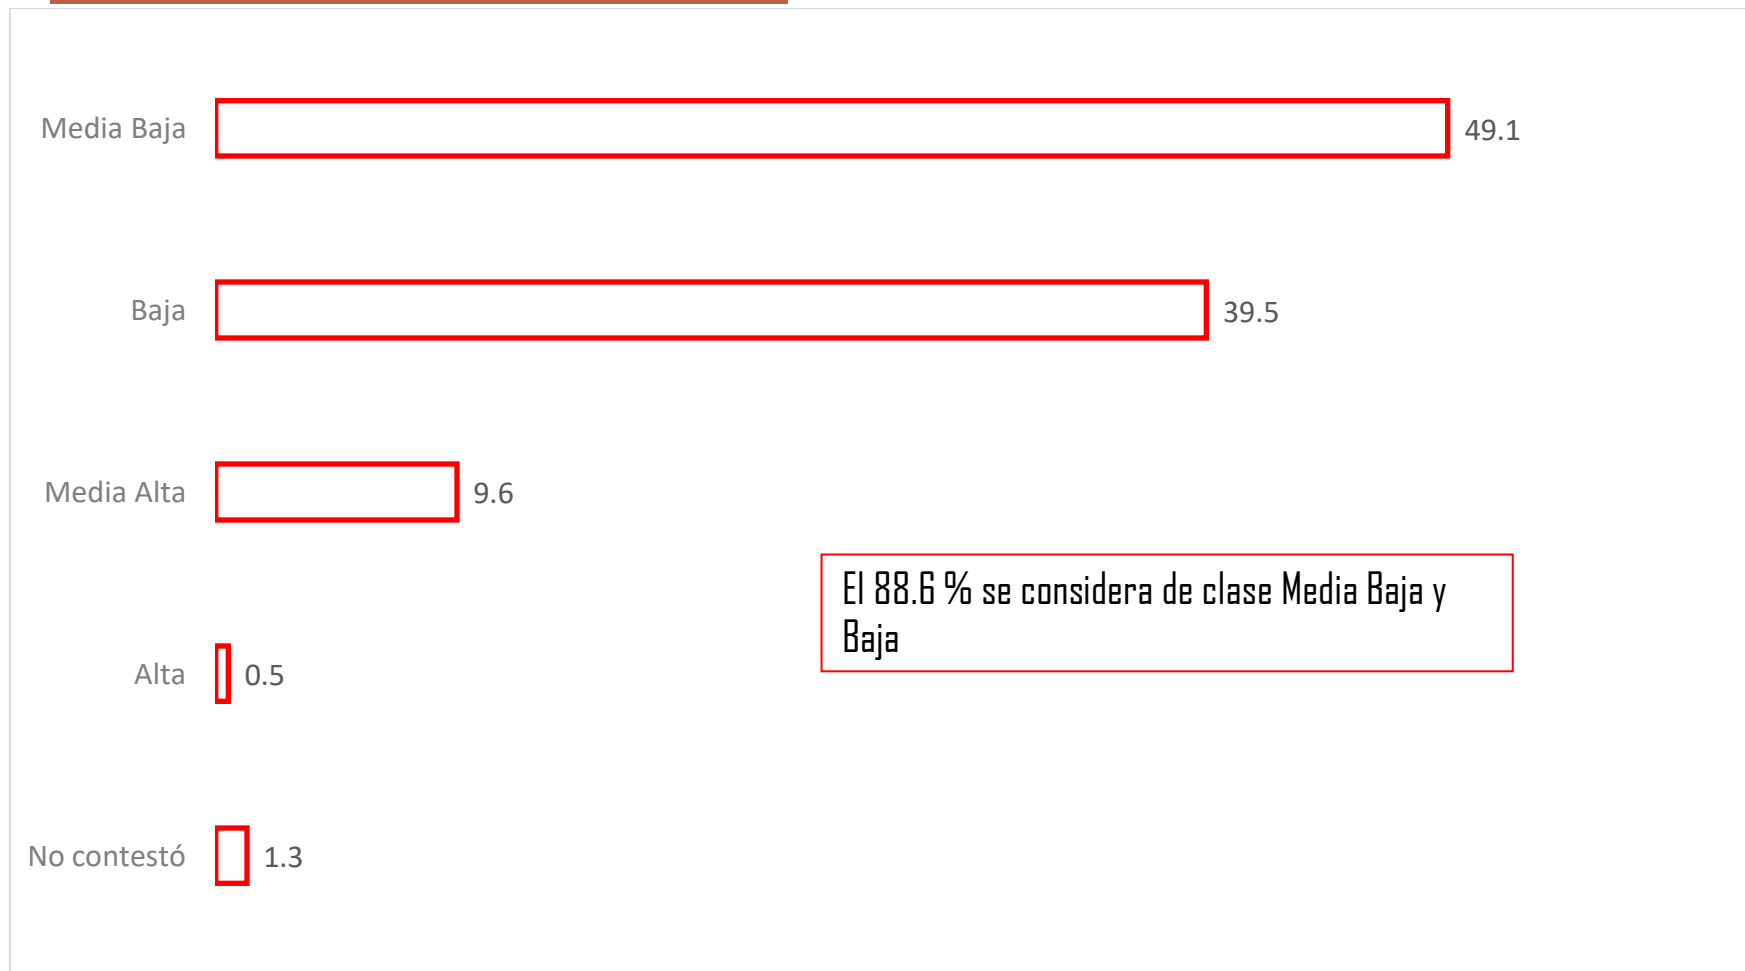 Media Baja 49.1
Baja 39.5
Media Alta 9.6
El 88.6 % se considera de clase Media Baja y
Baja
Alta 0.5
No contestó 1.3